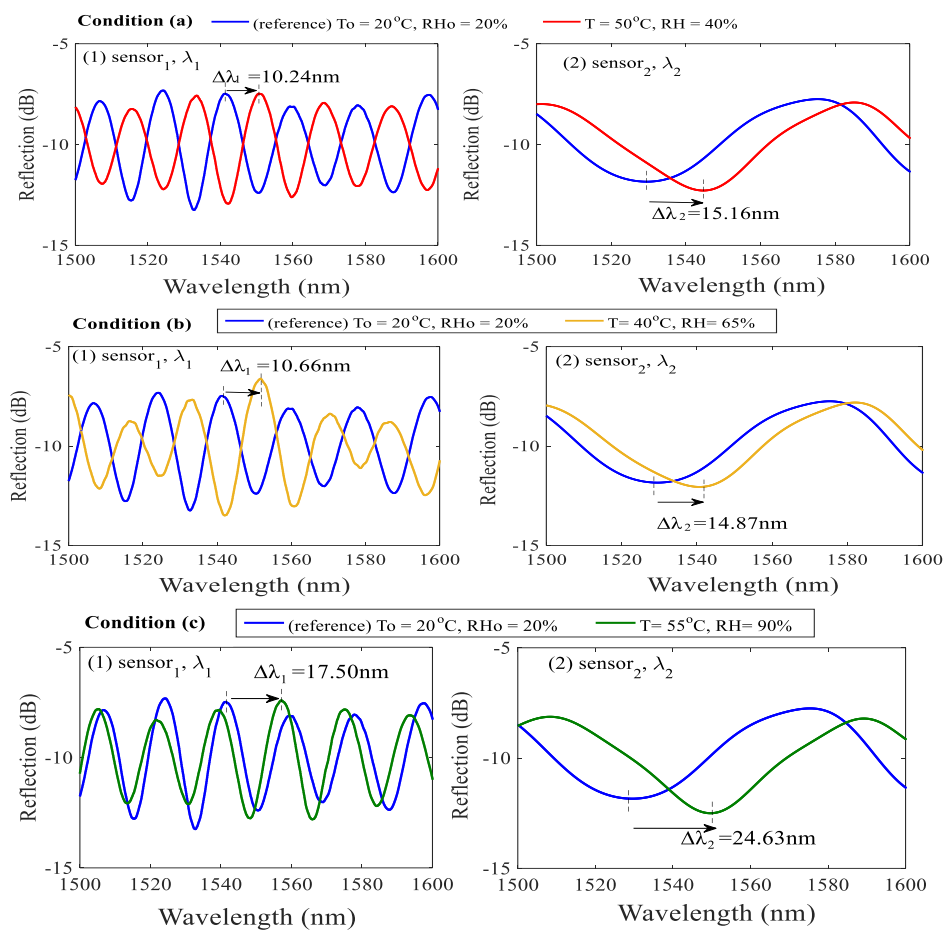 Condition (a) (reference) To = 20°C, RHo = 20% T = 50°C, RH = 40%
(1) sensor₁, λ₁
Δλ₁ =10.24nm
-5
-10
-15
Reflection (dB)
1500 1520 1540 1560 1580 1600
Wavelength (nm)
(2) sensor₂, λ₂
Δλ₂=15.16nm
-5
-10
-15
Reflection (dB)
1500 1520 1540 1560 1580 1600
Wavelength (nm)
Condition (b) (reference) To = 20°C, RHo = 20% T= 40°C, RH= 65%
(1) sensor₁, λ₁
Δλ₁ =10.66nm
-5
-10
-15
Reflection (dB)
1500 1520 1540 1560 1580 1600
Wavelength (nm)
(2) sensor₂, λ₂
Δλ₂=14.87nm
-5
-10
-15
Reflection (dB)
1500 1520 1540 1560 1580 1600
Wavelength (nm)
Condition (c) (reference) To = 20°C, RHo = 20% T= 55°C, RH= 90%
(1) sensor₁, λ₁
Δλ₁ =17.50nm
-5
-10
-15
Reflection (dB)
1500 1520 1540 1560 1580 1600
Wavelength (nm)
(2) sensor₂, λ₂
Δλ₂ =24.63nm
-5
-10
-15
Reflection (dB)
1500 1520 1540 1560 1580 1600
Wavelength (nm)